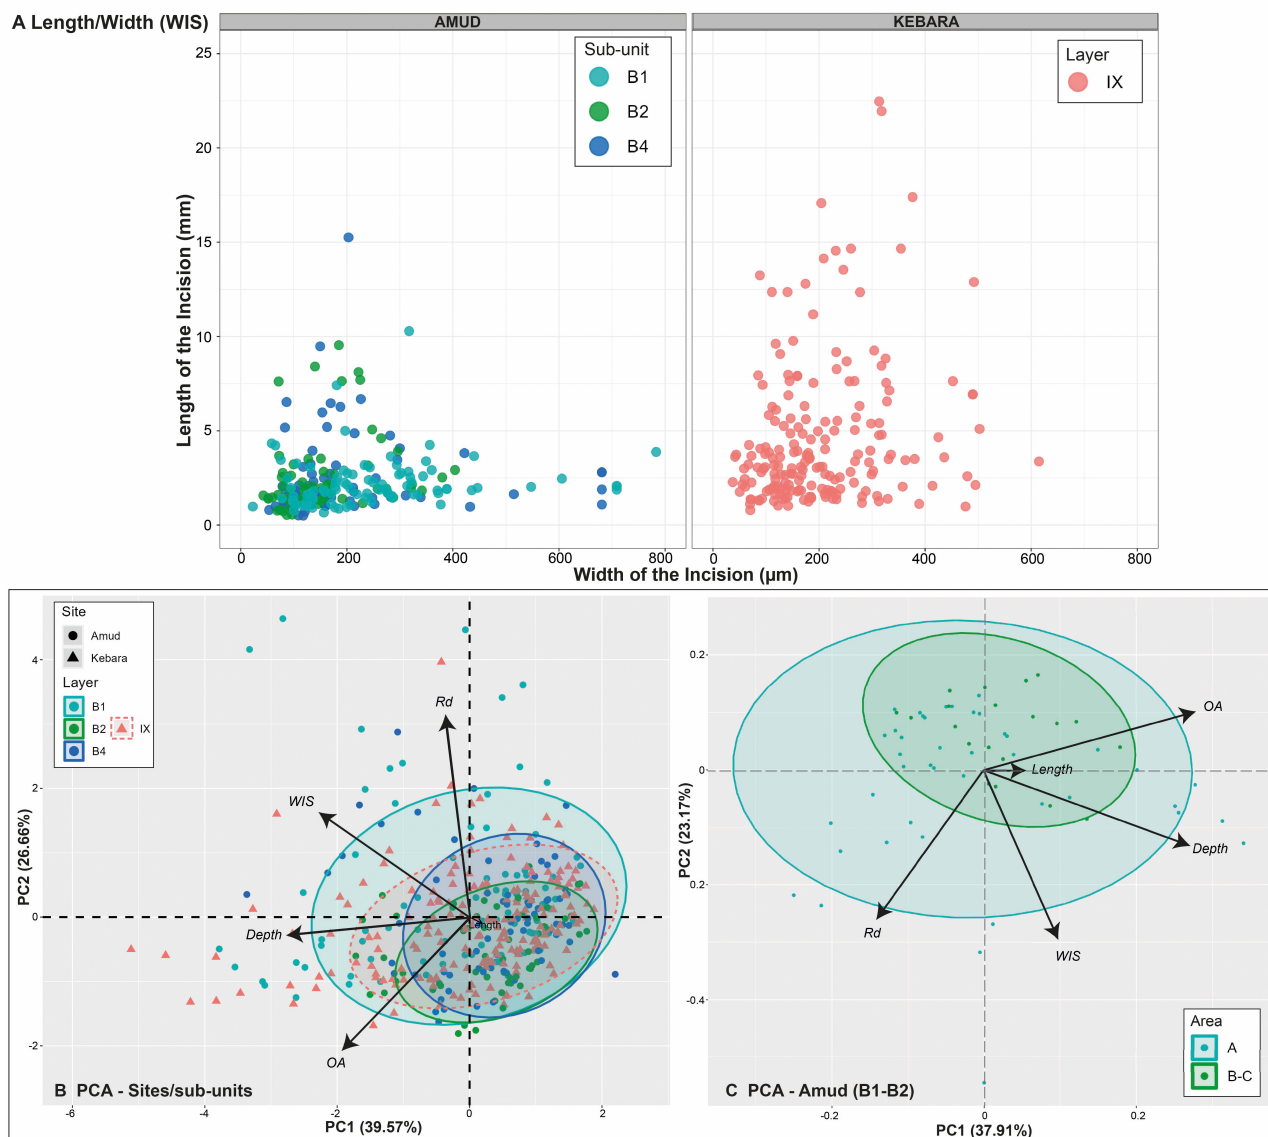 A Length/Width (WIS)
AMUD
KEBARA
Length of the Incision (mm)
25
20
15
10
5
0
Sub-unit
B1
B2
B4
Layer
IX
0 200 400 600 800
0 200 400 600 800
Width of the Incision (µm)
Site
Amud
Kebara
Layer
B1
B2 IX
B4
PC2 (26.66%)
4
2
0
-2
Rd
WIS
Depth
Length
OA
B PCA - Sites/sub-units
-6 -4 -2 0 2
PC1 (39.57%)
PC2 (23.17%)
0.2
0
0.2
-0.4
OA
Length
Depth
Rd
WIS
Area
A
B-C
C PCA - Amud (B1-B2)
-0.2 0 0.2
PC1 (37.91%)